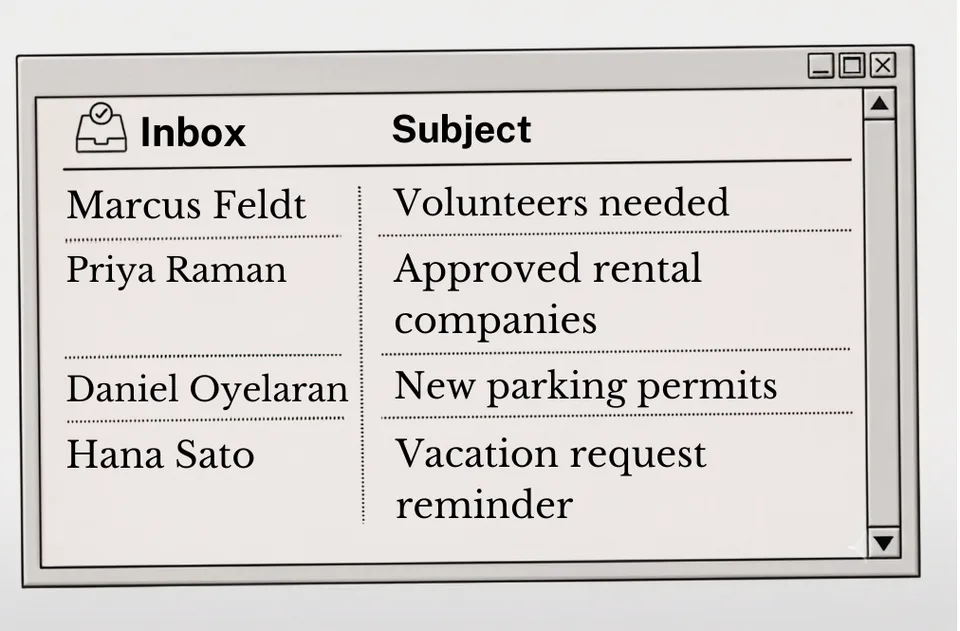 Inbox Subject
Marcus Feldt Volunteers needed
Priya Raman Approved rental
companies
Daniel Oyelaran New parking permits
Hana Sato Vacation request
reminder